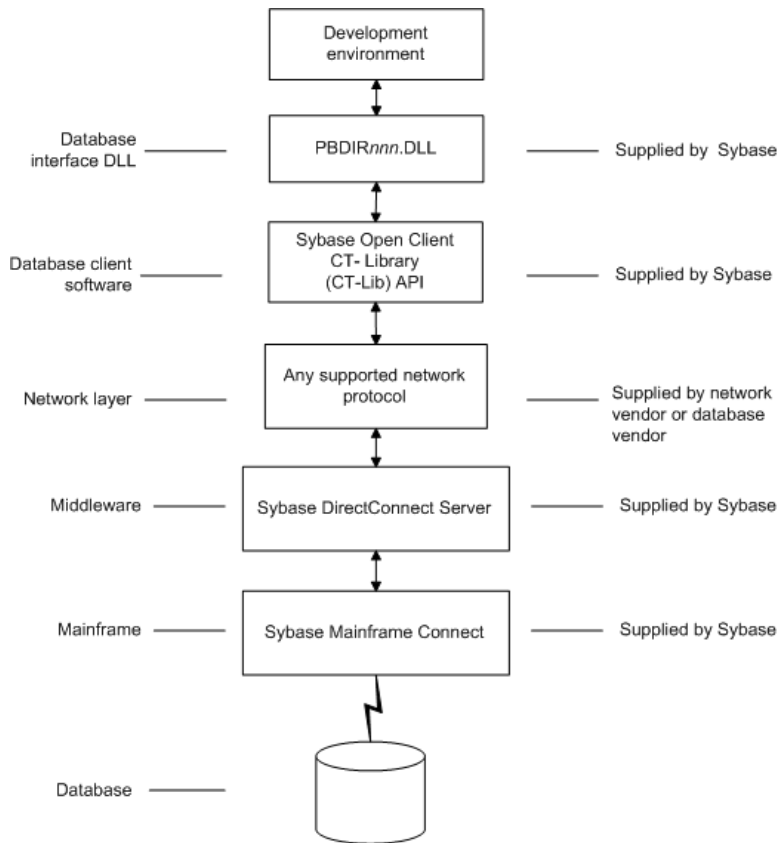 Development
environment
Database
interface DLL
PBDIRnnn.DLL
Supplied by Sybase
Database client
software
Sybase Open Client
CT- Library
(CT-Lib) API
Supplied by Sybase
Network layer
Any supported network
protocol
Supplied by network
vendor or database
vendor
Middleware
Sybase DirectConnect Server
Supplied by Sybase
Mainframe
Sybase Mainframe Connect
Supplied by Sybase
Database